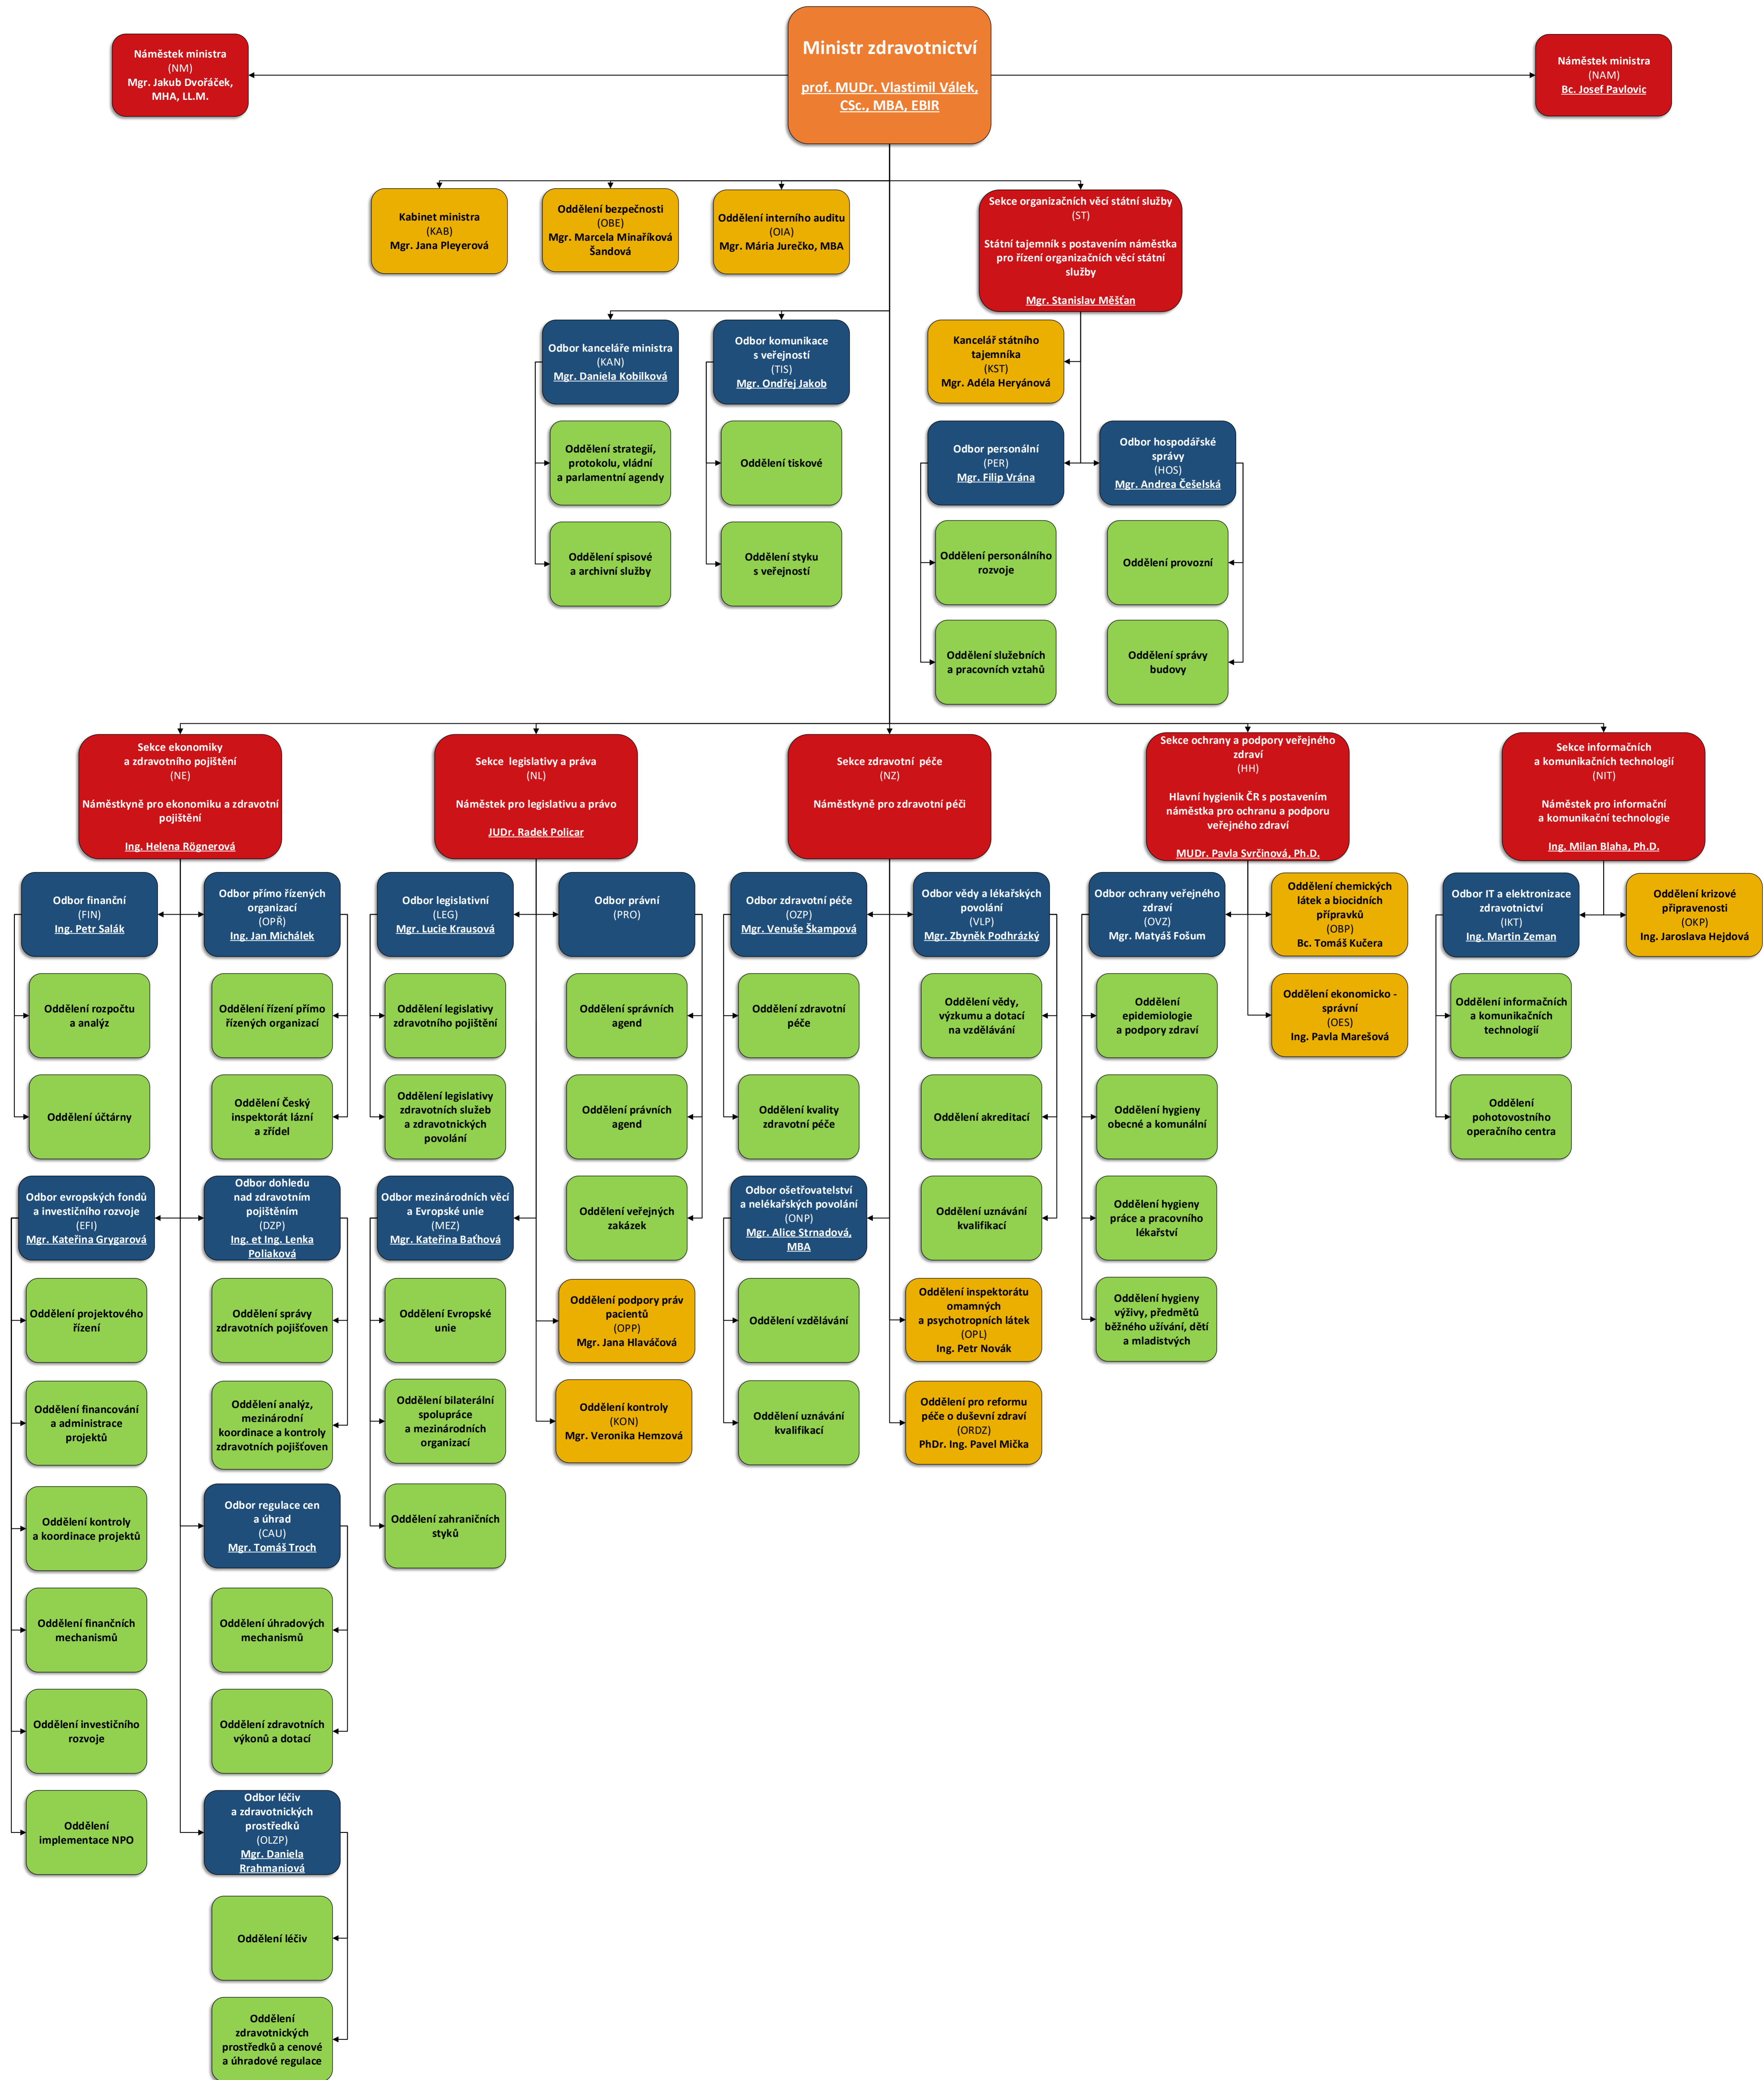 Náměstek ministra
(NM)
Mgr. Jakub Dvořáček,
MHA, LL.M.
Ministr zdravotnictví
prof. MUDr. Vlastimil Válek,
CSc., MBA, EBIR
Náměstek ministra
(NAM)
Bc. Josef Pavlovic
Kabinet ministra
(KAB)
Mgr. Jana Pleyerová
Oddělení bezpečnosti
(OBE)
Mgr. Marcela Minaříková
Šandová
Oddělení interního auditu
(OIA)
Mgr. Mária Jurečko, MBA
Sekce organizačních věcí státní služby
(ST)
Státní tajemník s postavením náměstka
pro řízení organizačních věcí státní
služby
Mgr. Stanislav Měšťan
Odbor kanceláře ministra
(KAN)
Mgr. Daniela Kobilková
Odbor komunikace
s veřejností
(TIS)
Mgr. Ondřej Jakob
Kancelář státního
tajemníka
(KST)
Mgr. Adéla Heryánová
Oddělení strategií,
protokolu, vládní
a parlamentní agendy
Oddělení tiskové
Odbor personální
(PER)
Mgr. Filip Vrána
Odbor hospodářské
správy
(HOS)
Mgr. Andrea Češelská
Oddělení spisové
a archivní služby
Oddělení styku
s veřejností
Oddělení personálního
rozvoje
Oddělení provozní
Oddělení služebních
a pracovních vztahů
Oddělení správy
budovy
Sekce ekonomiky
a zdravotního pojištění
(NE)
Náměstkyně pro ekonomiku a zdravotní
pojištění
Ing. Helena Rögnerová
Sekce legislativy a práva
(NL)
Náměstek pro legislativu a právo
JUDr. Radek Policar
Sekce zdravotní péče
(NZ)
Náměstkyně pro zdravotní péči
Sekce ochrany a podpory veřejného
zdraví
(HH)
Hlavní hygienik ČR s postavením
náměstka pro ochranu a podporu
veřejného zdraví
MUDr. Pavla Svrčinová, Ph.D.
Sekce informačních
a komunikačních technologií
(NIT)
Náměstek pro informační
a komunikační technologie
Ing. Milan Blaha, Ph.D.
Odbor finanční
(FIN)
Ing. Petr Salák
Odbor přímo řízených
organizací
(OPŘ)
Ing. Jan Michálek
Odbor legislativní
(LEG)
Mgr. Lucie Krausová
Odbor právní
(PRO)
Odbor zdravotní péče
(OZP)
Mgr. Venuše Škampová
Odbor vědy a lékařských
povolání
(VLP)
Mgr. Zbyněk Podhrázký
Odbor ochrany veřejného
zdraví
(OVZ)
Mgr. Matyáš Fošum
Oddělení chemických
látek a biocidních
přípravků
(OBP)
Bc. Tomáš Kučera
Odbor IT a elektronizace
zdravotnictví
(IKT)
Ing. Martin Zeman
Oddělení krizové
připravenosti
(OKP)
Ing. Jaroslava Hejdová
Oddělení rozpočtu
a analýz
Oddělení řízení přímo
řízených organizací
Oddělení legislativy
zdravotního pojištění
Oddělení správních
agend
Oddělení zdravotní
péče
Oddělení vědy,
výzkumu a dotací
na vzdělávání
Oddělení
epidemiologie
a podpory zdraví
Oddělení ekonomicko -
správní
(OES)
Ing. Pavla Marešová
Oddělení informačních
a komunikačních
technologií
Oddělení účtárny
Oddělení Český
inspektorát lázní
a zřídel
Oddělení legislativy
zdravotních služeb
a zdravotnických
povolání
Oddělení právních
agend
Oddělení kvality
zdravotní péče
Oddělení akreditací
Oddělení hygieny
obecné a komunální
Oddělení
pohotovostního
operačního centra
Odbor evropských fondů
a investičního rozvoje
(EFI)
Mgr. Kateřina Grygarová
Odbor dohledu
nad zdravotním
pojištěním
(DZP)
Ing. et Ing. Lenka
Poliaková
Odbor mezinárodních věcí
a Evropské unie
(MEZ)
Mgr. Kateřina Baťhová
Oddělení veřejných
zakázek
Odbor ošetřovatelství
a nelékařských povolání
(ONP)
Mgr. Alice Strnadová,
MBA
Oddělení uznávání
kvalifikací
Oddělení hygieny
práce a pracovního
lékařství
Oddělení projektového
řízení
Oddělení správy
zdravotních pojišťoven
Oddělení Evropské
unie
Oddělení podpory práv
pacientů
(OPP)
Mgr. Jana Hlaváčová
Oddělení vzdělávání
Oddělení inspektorátu
omamných
a psychotropních látek
(OPL)
Ing. Petr Novák
Oddělení hygieny
výživy, předmětů
běžného užívání, dětí
a mladistvých
Oddělení financování
a administrace
projektů
Oddělení analýz,
mezinárodní
koordinace a kontroly
zdravotních pojišťoven
Oddělení bilaterální
spolupráce
a mezinárodních
organizací
Oddělení kontroly
(KON)
Mgr. Veronika Hemzová
Oddělení uznávání
kvalifikací
Oddělení pro reformu
péče o duševní zdraví
(ORDZ)
PhDr. Ing. Pavel Mička
Oddělení kontroly
a koordinace projektů
Odbor regulace cen
a úhrad
(CAU)
Mgr. Tomáš Troch
Oddělení zahraničních
styků
Oddělení finančních
mechanismů
Oddělení úhradových
mechanismů
Oddělení investičního
rozvoje
Oddělení zdravotních
výkonů a dotací
Oddělení
implementace NPO
Odbor léčiv
a zdravotnických
prostředků
(OLZP)
Mgr. Daniela
Rrahmaniová
Oddělení léčiv
Oddělení
zdravotnických
prostředků a cenové
a úhradové regulace